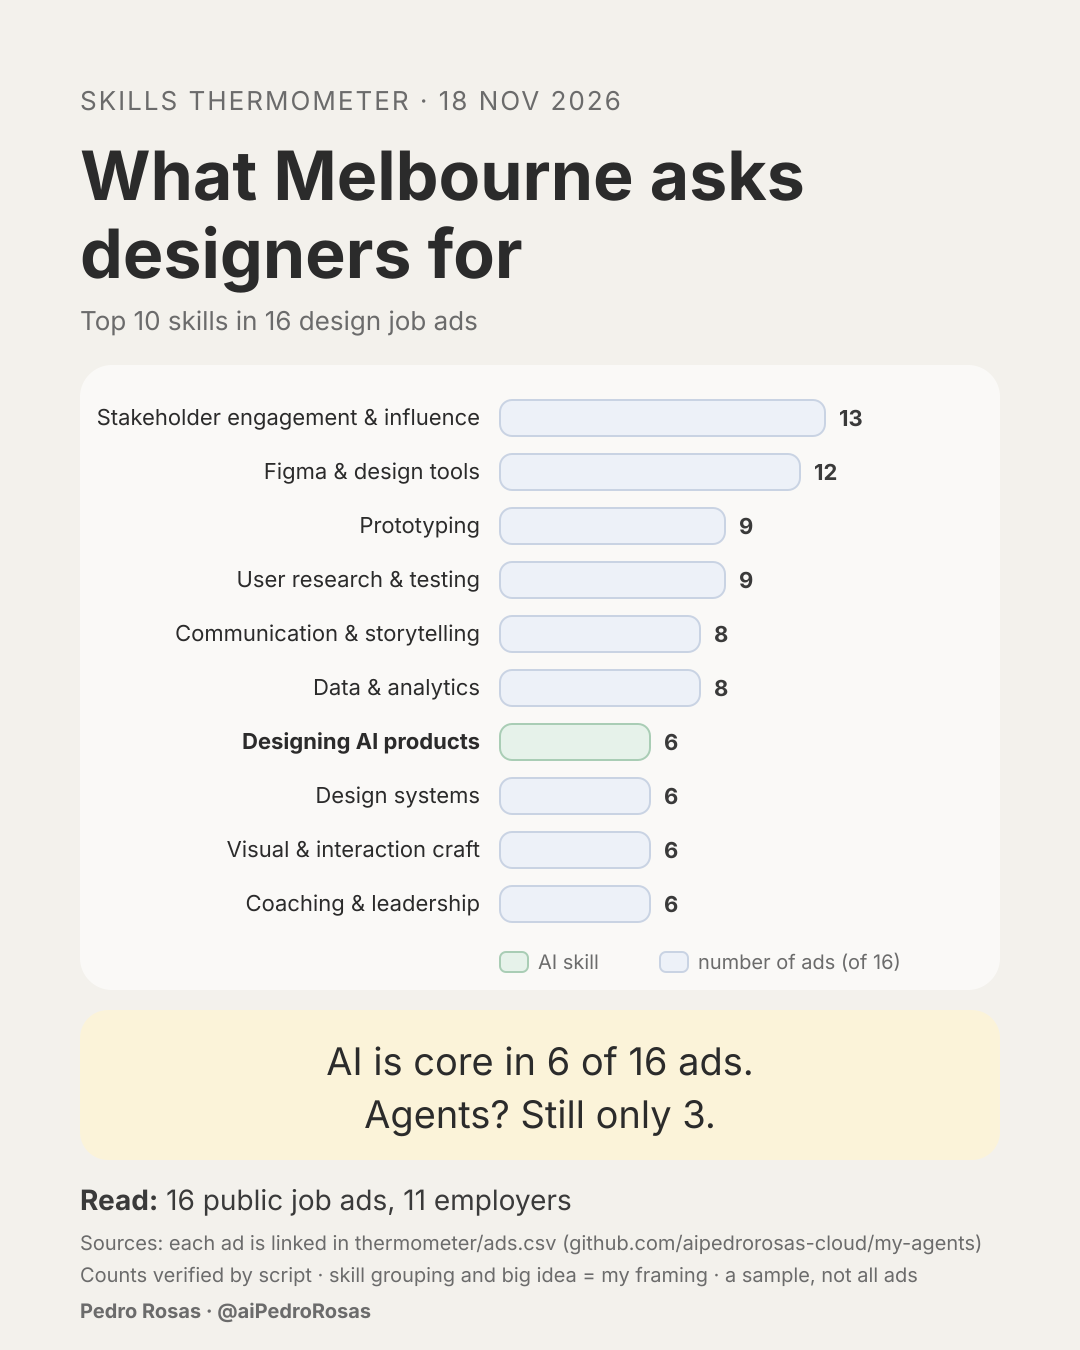 SKILLS THERMOMETER · 18 NOV 2026
What Melbourne asks
designers for
Top 10 skills in 16 design job ads
Stakeholder engagement & influence 13
Figma & design tools 12
Prototyping 9
User research & testing 9
Communication & storytelling 8
Data & analytics 8
Designing AI products 6
Design systems 6
Visual & interaction craft 6
Coaching & leadership 6
AI skill number of ads (of 16)
AI is core in 6 of 16 ads.
Agents? Still only 3.
Read: 16 public job ads, 11 employers
Sources: each ad is linked in thermometer/ads.csv (github.com/aipedrorosas-cloud/my-agents)
Counts verified by script · skill grouping and big idea = my framing · a sample, not all ads
Pedro Rosas · @aiPedroRosas